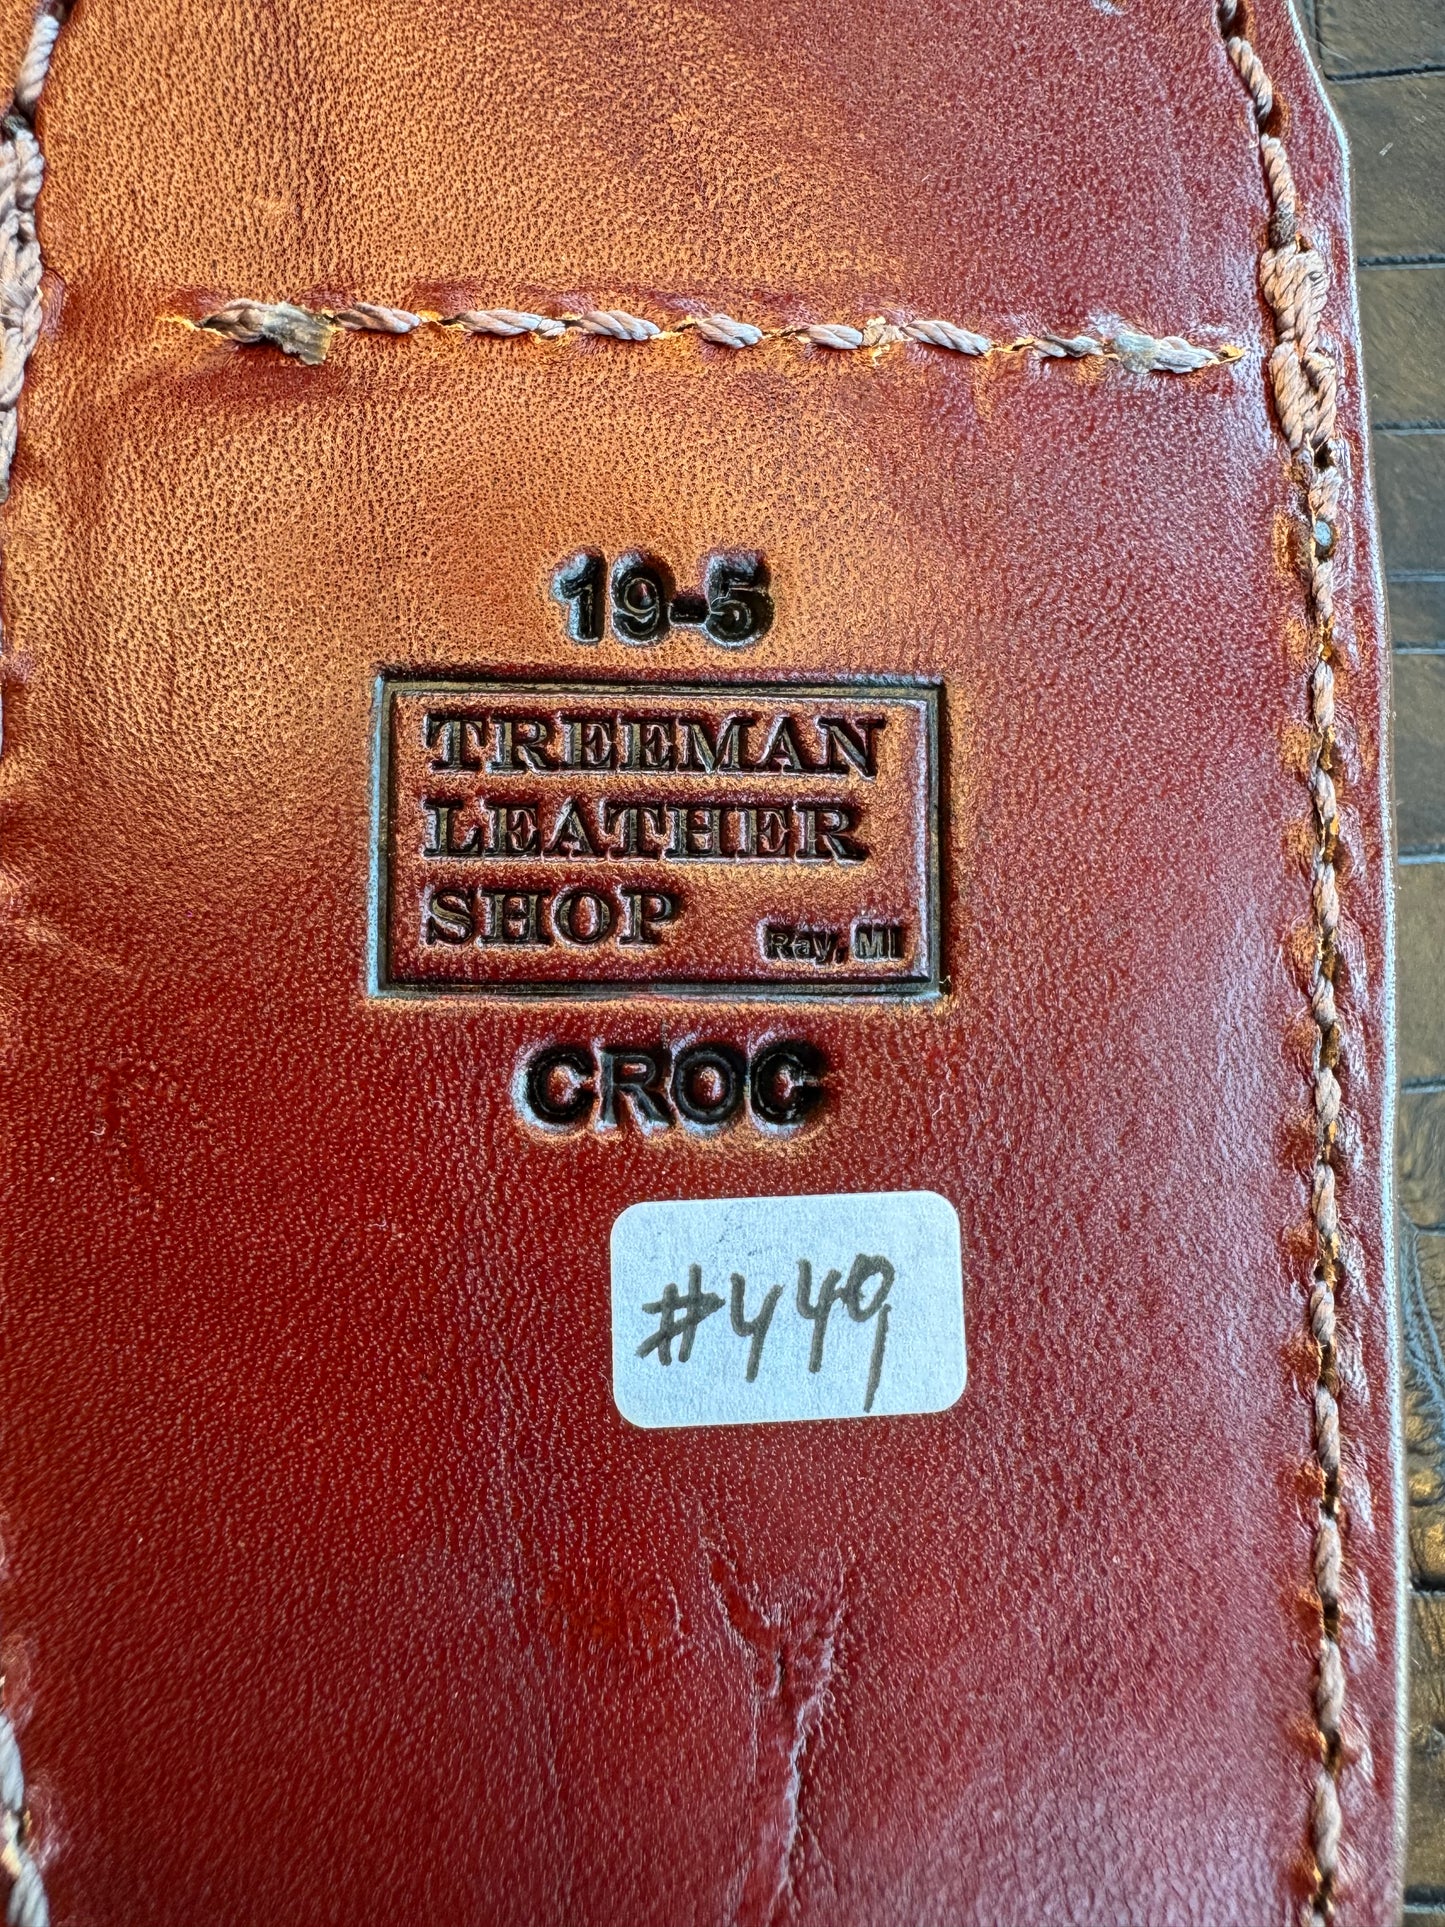 19-5
TREEMAN
LEATHER
SHOP
Ray, MI
CROC
#449